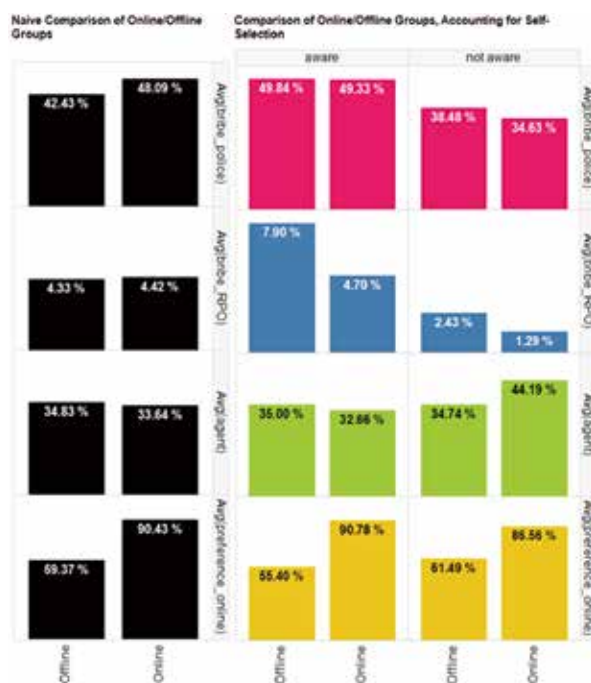 Naive Comparison of Online/Offline
Groups
Comparison of Online/Offline Groups, Accounting for Self-
Selection
aware
not aware
42.43 %
48.09 %
Avg(bribe_police)
49.84 %
49.33 %
38.48 %
34.63 %
Avg(bribe_police)
4.33 %
4.42 %
Avg(bribe_RPO)
7.90 %
4.70 %
2.43 %
1.29 %
Avg(bribe_RPO)
34.83 %
33.64 %
Avg(agent)
35.00 %
32.66 %
34.74 %
44.19 %
Avg(agent)
59.37 %
90.43 %
Avg(preference_online)
55.40 %
90.78 %
61.49 %
85.56 %
Avg(preference_online)
Offline
Online
Offline
Online
Offline
Online